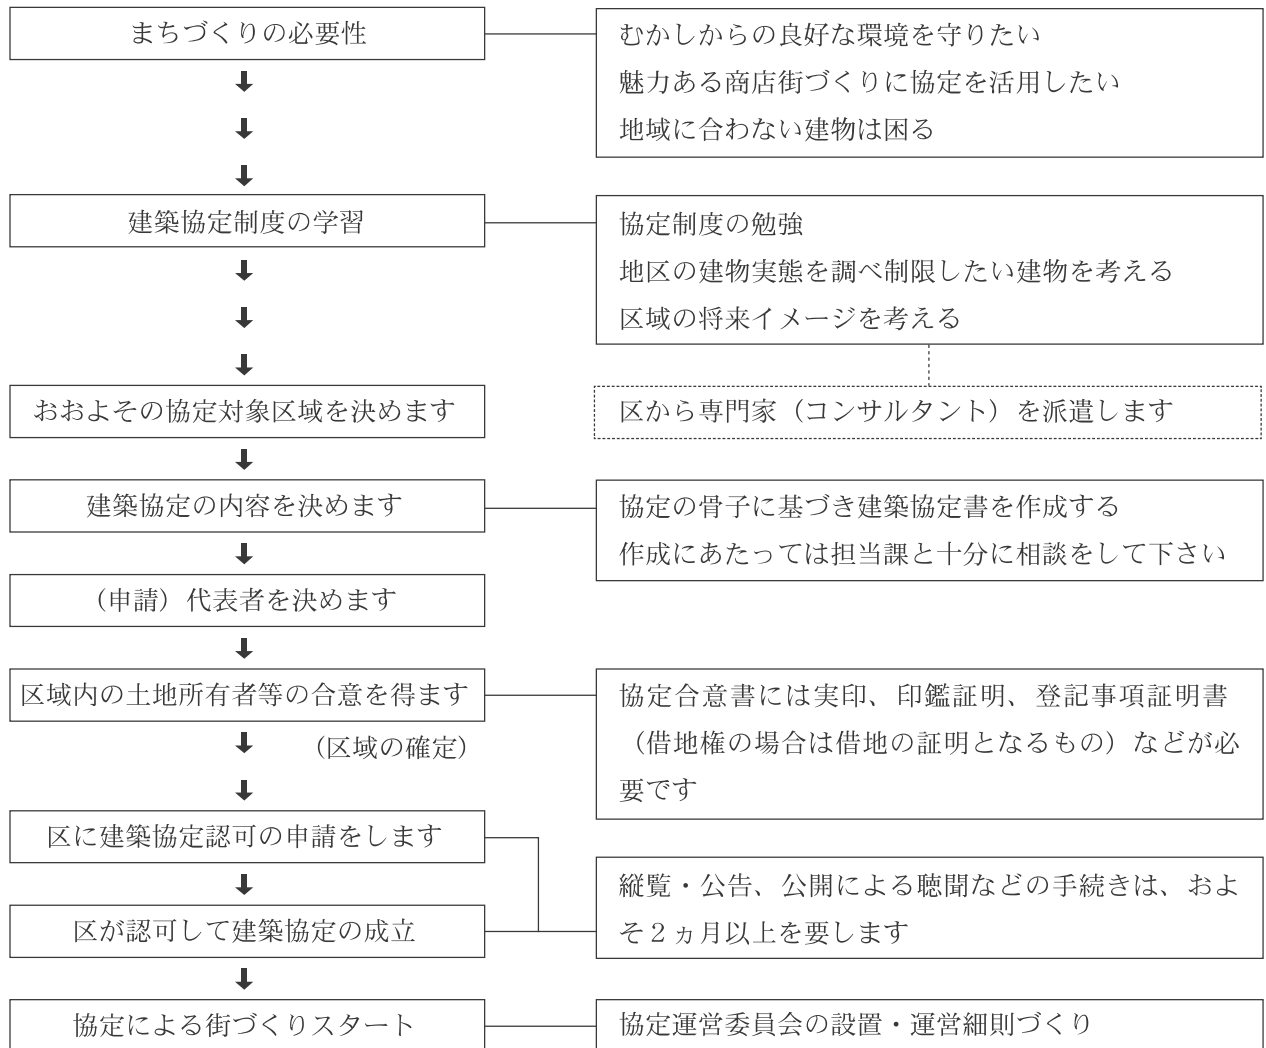 まちづくりの必要性
むかしからの良好な環境を守りたい
魅力ある商店街づくりに協定を活用したい
地域に合わない建物は困る
建築協定制度の学習
協定制度の勉強
地区の建物実態を調べ制限したい建物を考える
区域の将来イメージを考える
おおよその協定対象区域を決めます
区から専門家（コンサルタント）を派遣します
建築協定の内容を決めます
協定の骨子に基づき建築協定書を作成する
作成にあたっては担当課と十分に相談をして下さい
（申請）代表者を決めます
区域内の土地所有者等の合意を得ます
協定合意書には実印、印鑑証明、登記事項証明書
（借地権の場合は借地の証明となるもの）などが必
要です
（区域の確定）
区に建築協定認可の申請をします
区が認可して建築協定の成立
縦覧・公告、公開による聴聞などの手続きは、およ
そ２ヵ月以上を要します
協定による街づくりスタート
協定運営委員会の設置・運営細則づくり